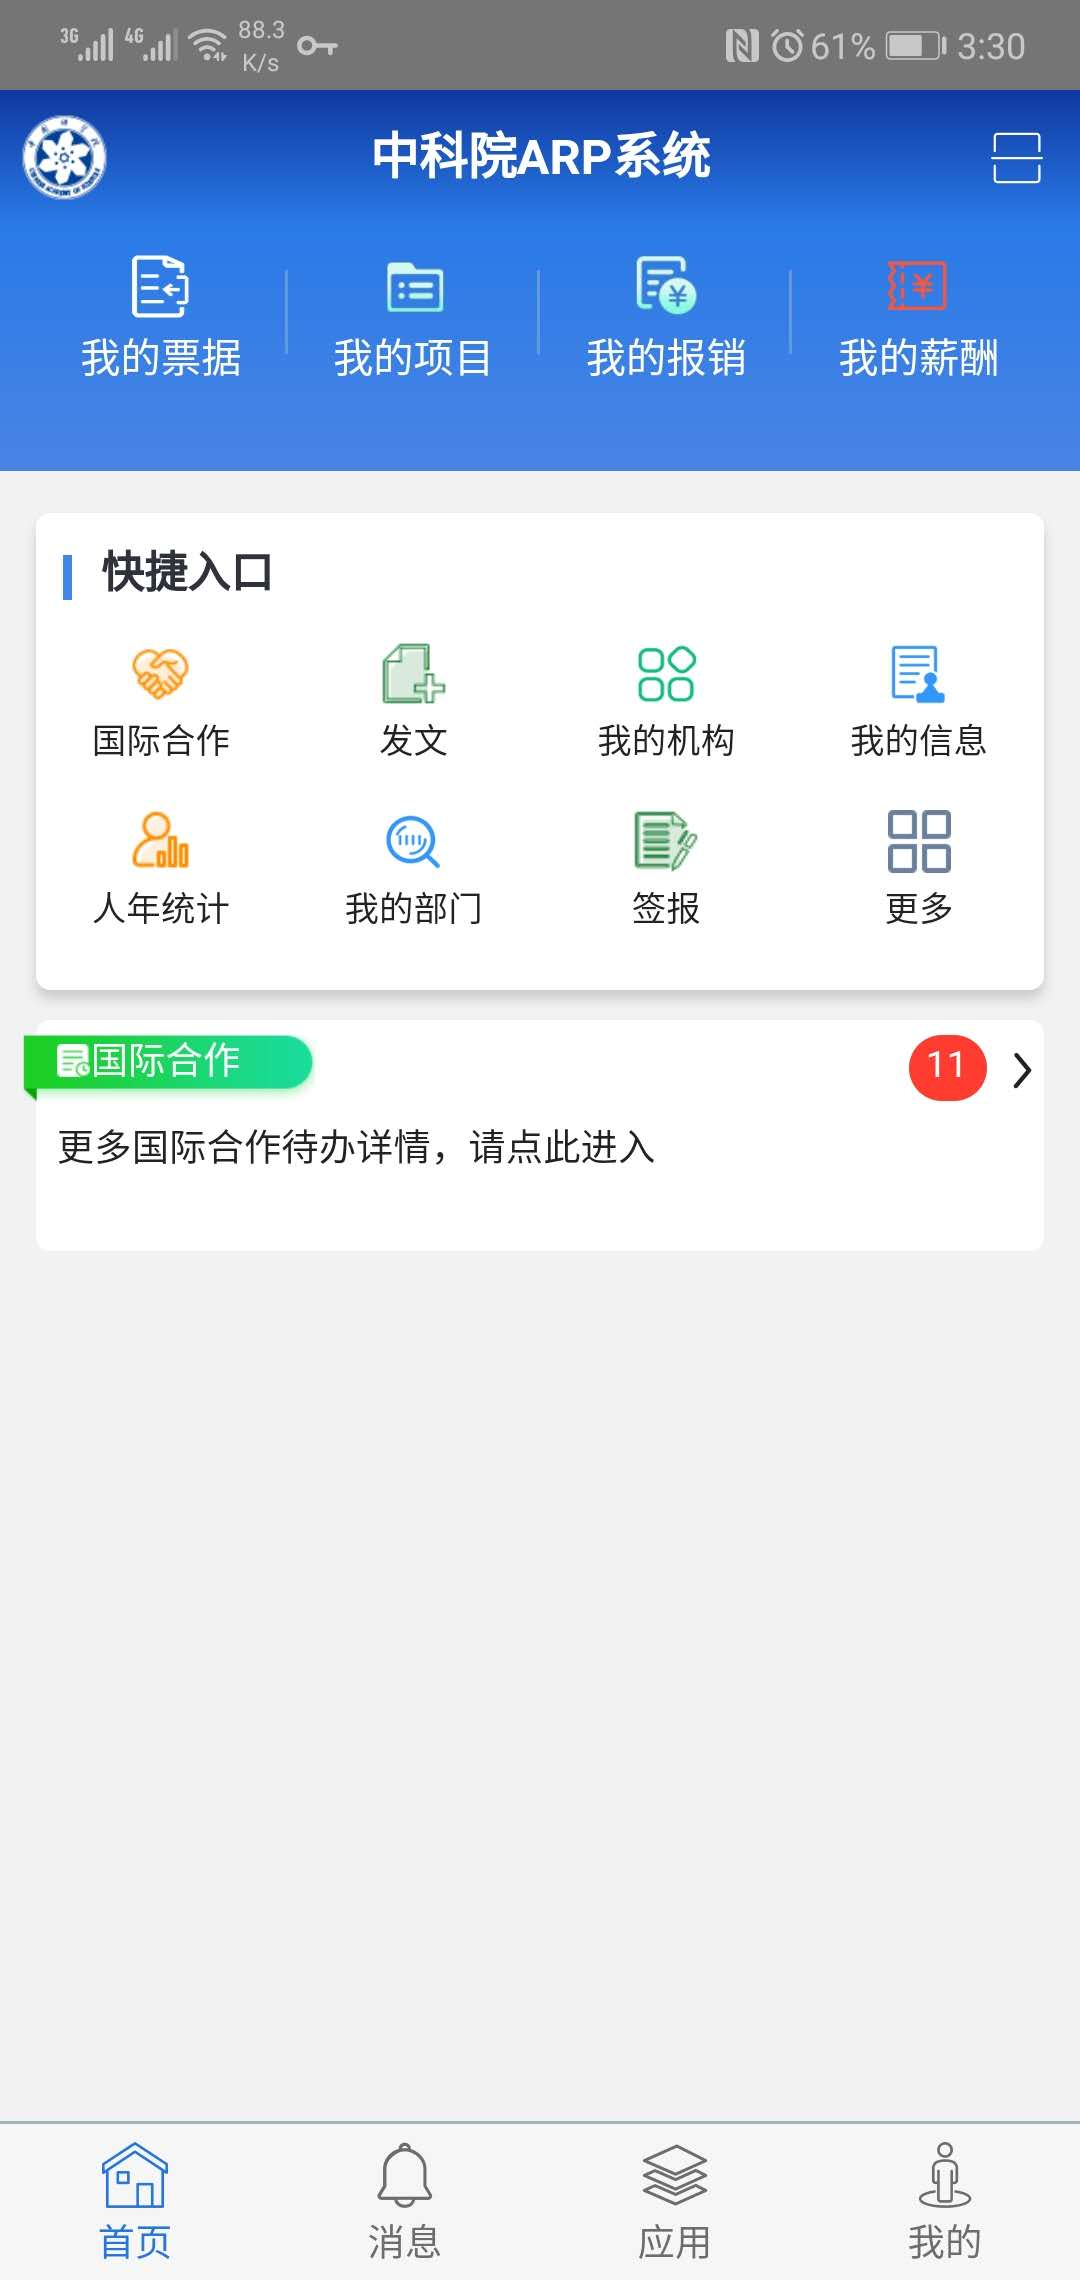 3G 4G 88.3 K/s 61% 3:30
中科院ARP系统
我的票据 我的项目 我的报销 我的薪酬
快捷入口
国际合作 发文 我的机构 我的信息
人年统计 我的部门 签报 更多
国际合作 11
更多国际合作待办详情，请点此进入
首页 消息 应用 我的